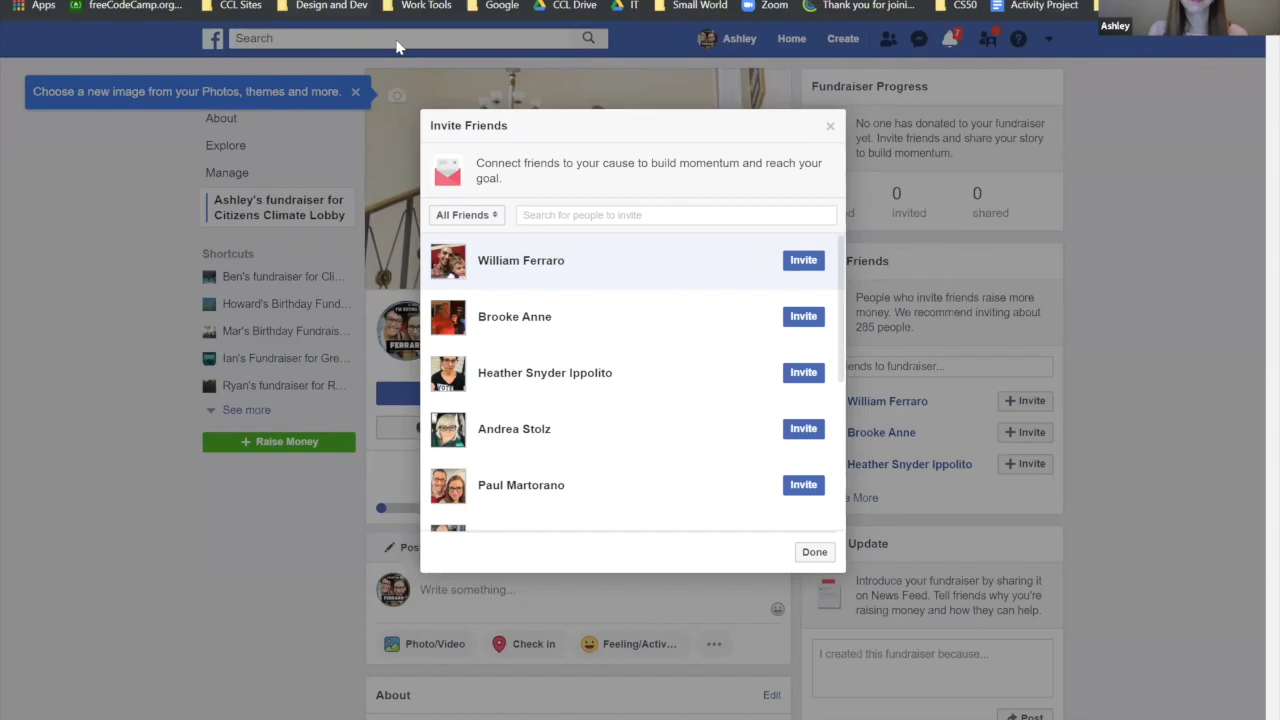 Apps
freeCodeCamp.org...
CCL Sites
Design and Dev
Work Tools
Google
CCL Drive
IT
Small World
Zoom
Thank you for joini...
CS50
Activity Project
Ashley
Search
Ashley
Home
Create
7
Choose a new image from your Photos, themes and more.
About
Explore
Manage
Ashley's fundraiser for
Citizens Climate Lobby
Shortcuts
Ben's fundraiser for Cli...
Howard's Birthday Fund...
Mar's Birthday Fundrais...
Ian's Fundraiser for Gre...
Ryan's fundraiser for R...
See more
+ Raise Money
Invite Friends
Connect friends to your cause to build momentum and reach your
goal.
All Friends
Search for people to invite
William Ferraro
Invite
Brooke Anne
Invite
Heather Snyder Ippolito
Invite
Andrea Stolz
Invite
Paul Martorano
Invite
Done
Write something...
Photo/Video
Check in
Feeling/Activ...
About
Edit
Fundraiser Progress
No one has donated to your fundraiser
yet. Invite friends and share your story
to build momentum.
0
0
invited
shared
Friends
People who invite friends raise more
money. We recommend inviting about
285 people.
fundraiser...
William Ferraro
+ Invite
Brooke Anne
+ Invite
Heather Snyder Ippolito
+ Invite
More
Update
Introduce your fundraiser by sharing it
on News Feed. Tell friends why you're
raising money and how they can help.
I created this fundraiser because...
Post